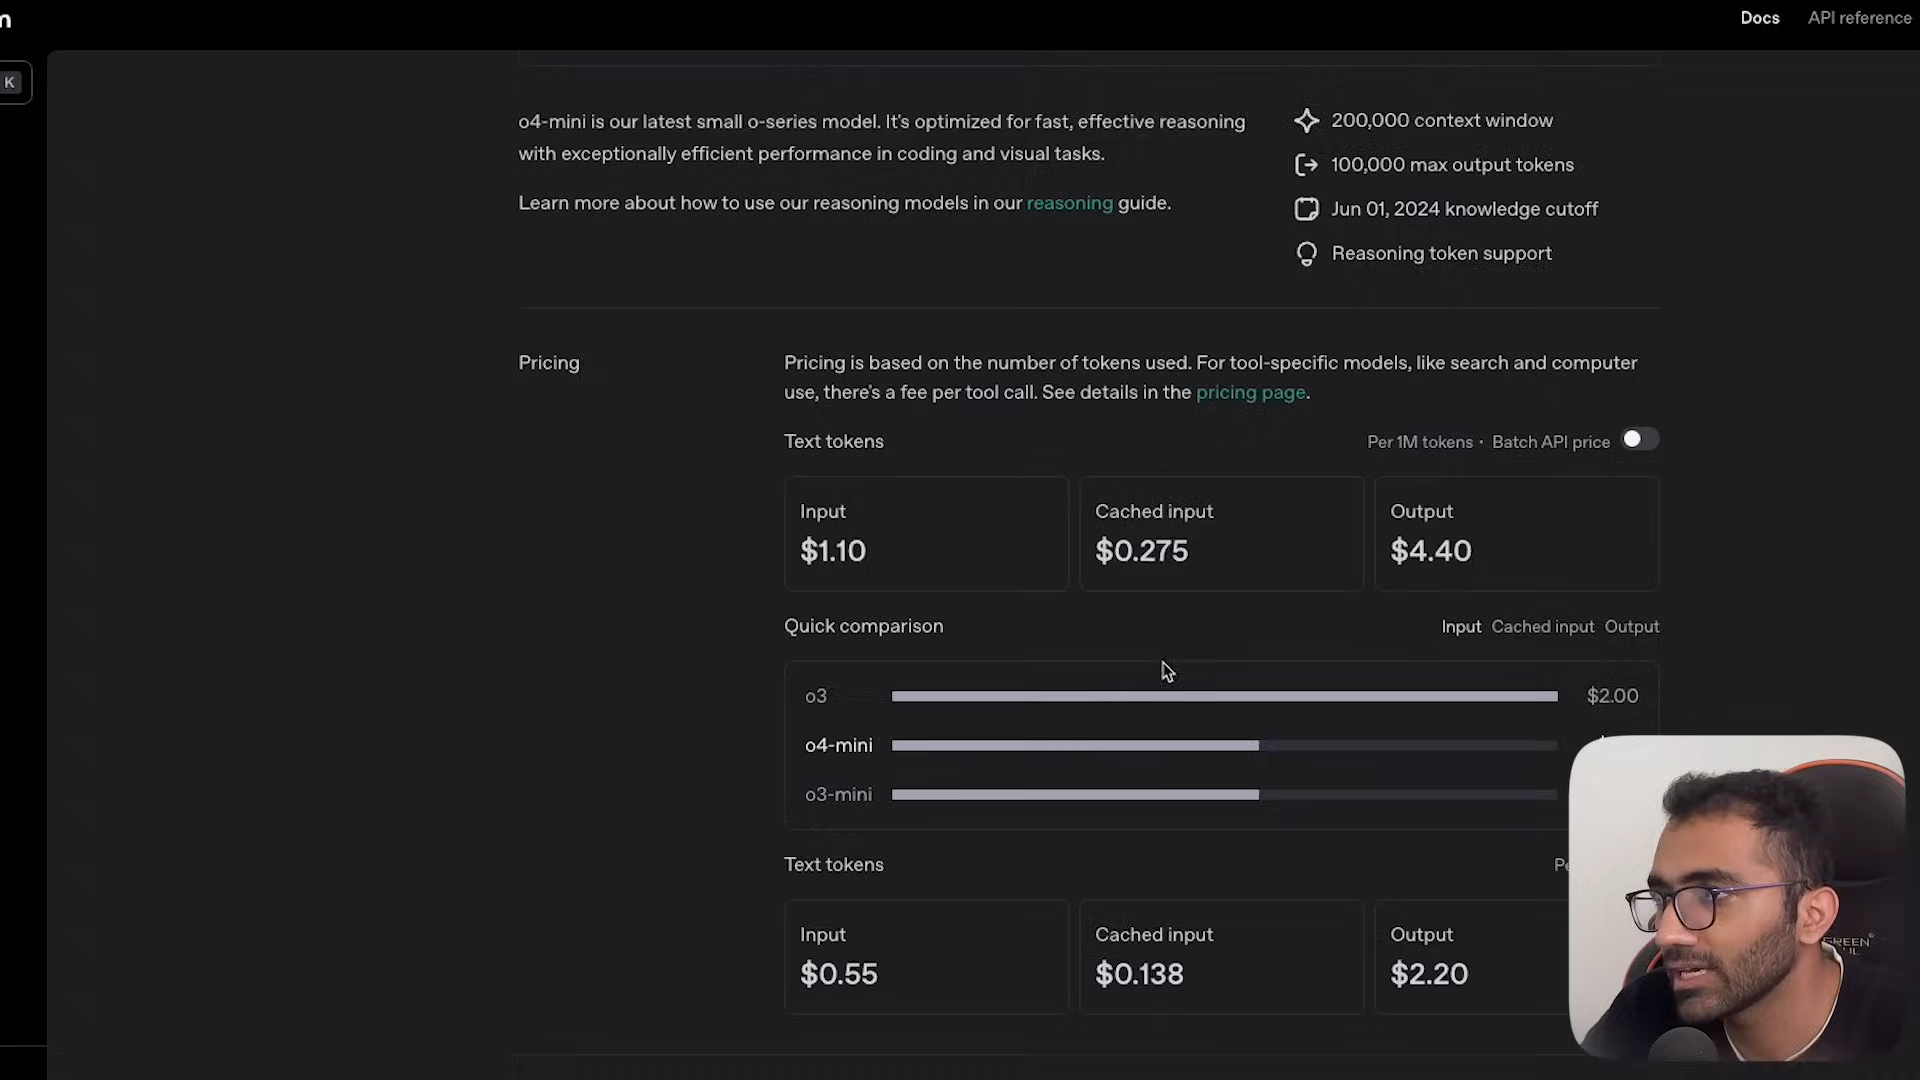 m
Docs API reference
K
o4-mini is our latest small o-series model. It's optimized for fast, effective reasoning
with exceptionally efficient performance in coding and visual tasks.
Learn more about how to use our reasoning models in our reasoning guide.
200,000 context window
100,000 max output tokens
Jun 01, 2024 knowledge cutoff
Reasoning token support
Pricing
Pricing is based on the number of tokens used. For tool-specific models, like search and computer
use, there's a fee per tool call. See details in the pricing page.
Text tokens Per 1M tokens · Batch API price
Input Cached input Output
$1.10 $0.275 $4.40
Quick comparison Input Cached input Output
o3 $2.00
o4-mini
o3-mini
Text tokens
Input Cached input Output
$0.55 $0.138 $2.20
GREEN